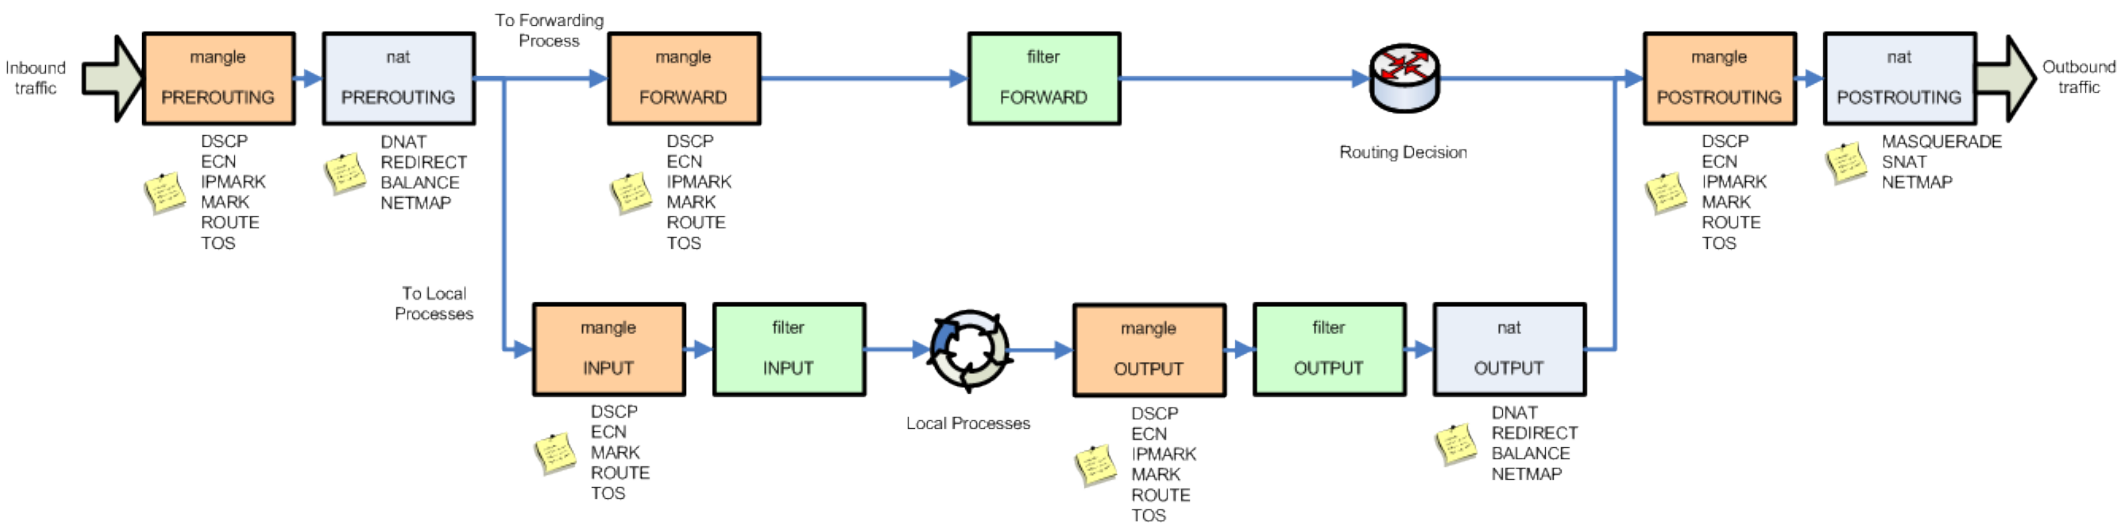 Inbound
traffic
mangle
PREROUTING
DSCP
ECN
IPMARK
MARK
ROUTE
TOS
nat
PREROUTING
DNAT
REDIRECT
BALANCE
NETMAP
To Forwarding
Process
mangle
FORWARD
DSCP
ECN
IPMARK
MARK
ROUTE
TOS
filter
FORWARD
Routing Decision
mangle
POSTROUTING
DSCP
ECN
IPMARK
MARK
ROUTE
TOS
nat
POSTROUTING
MASQUERADE
SNAT
NETMAP
Outbound
traffic
To Local
Processes
mangle
INPUT
DSCP
ECN
MARK
ROUTE
TOS
filter
INPUT
Local Processes
mangle
OUTPUT
DSCP
ECN
IPMARK
MARK
ROUTE
TOS
filter
OUTPUT
nat
OUTPUT
DNAT
REDIRECT
BALANCE
NETMAP